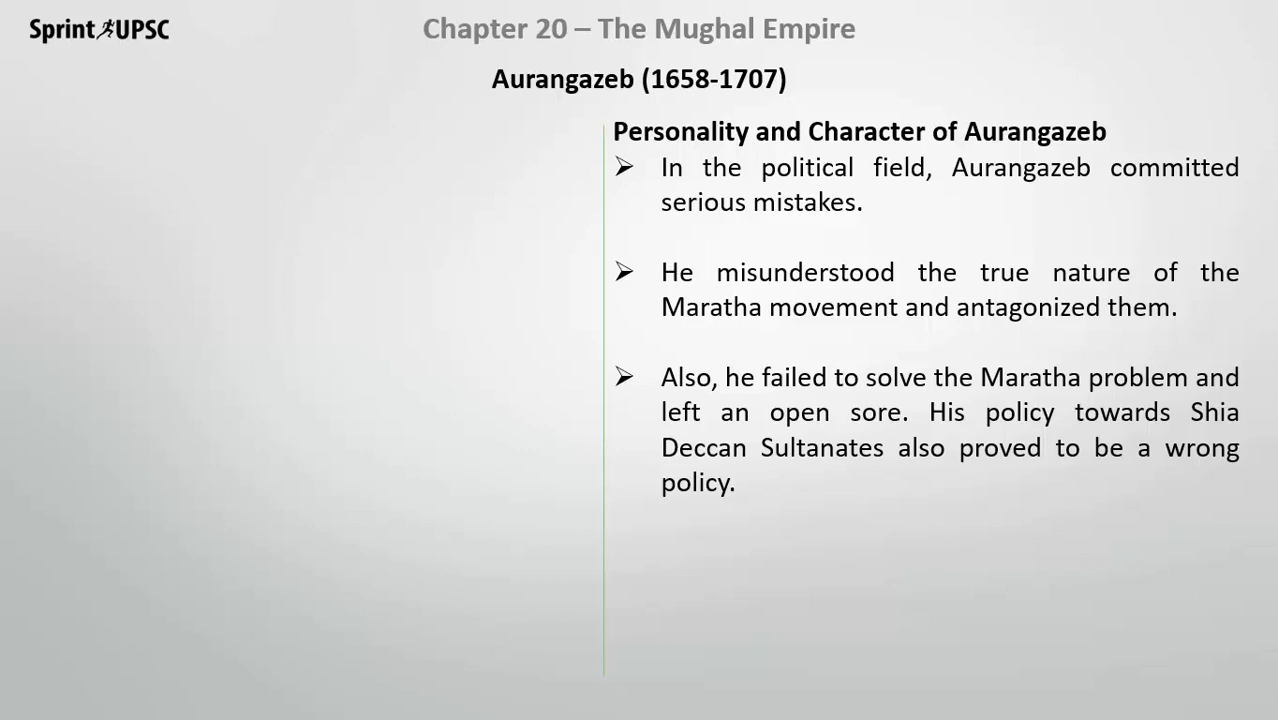 Sprint UPSC
Chapter 20 – The Mughal Empire
Aurangazeb (1658-1707)
Personality and Character of Aurangazeb
➢ In the political field, Aurangazeb committed
serious mistakes.
➢ He misunderstood the true nature of the
Maratha movement and antagonized them.
➢ Also, he failed to solve the Maratha problem and
left an open sore. His policy towards Shia
Deccan Sultanates also proved to be a wrong
policy.